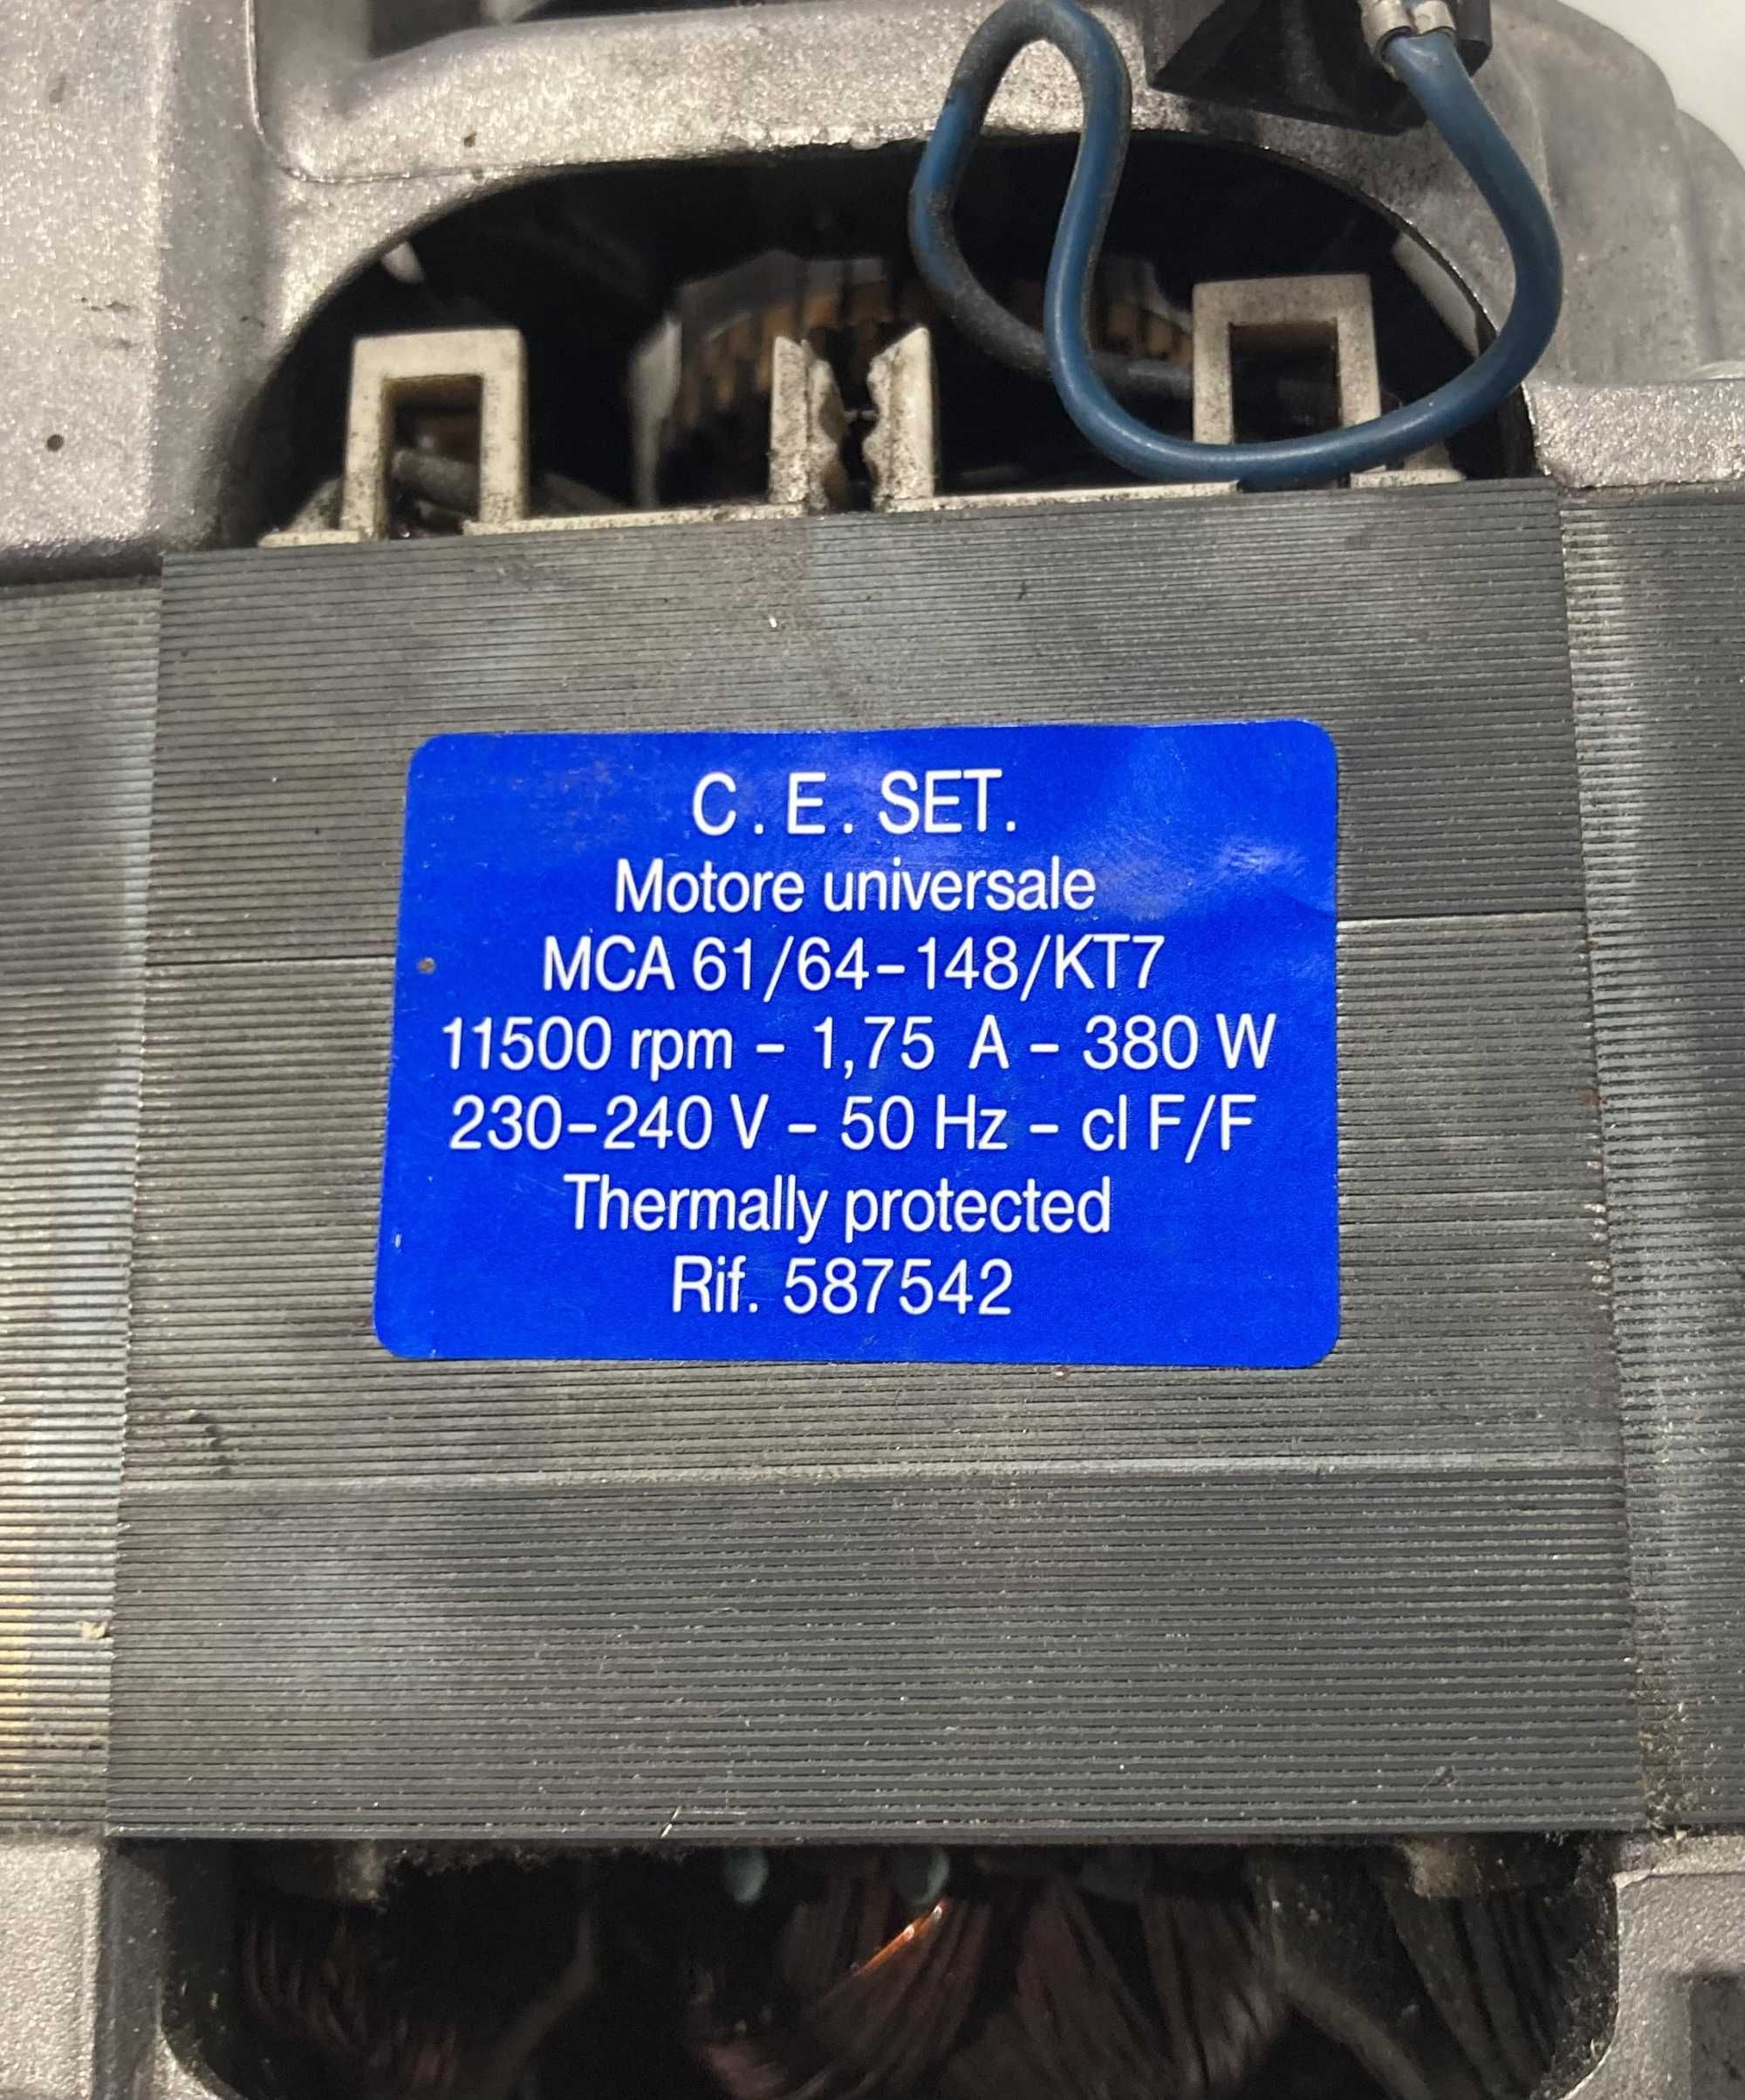 C. E. SET.
Motore universale
MCA 61/64-148/KT7
11500 rpm - 1,75 A - 380 W
230-240 V - 50 Hz - cl F/F
Thermally protected
Rif. 587542